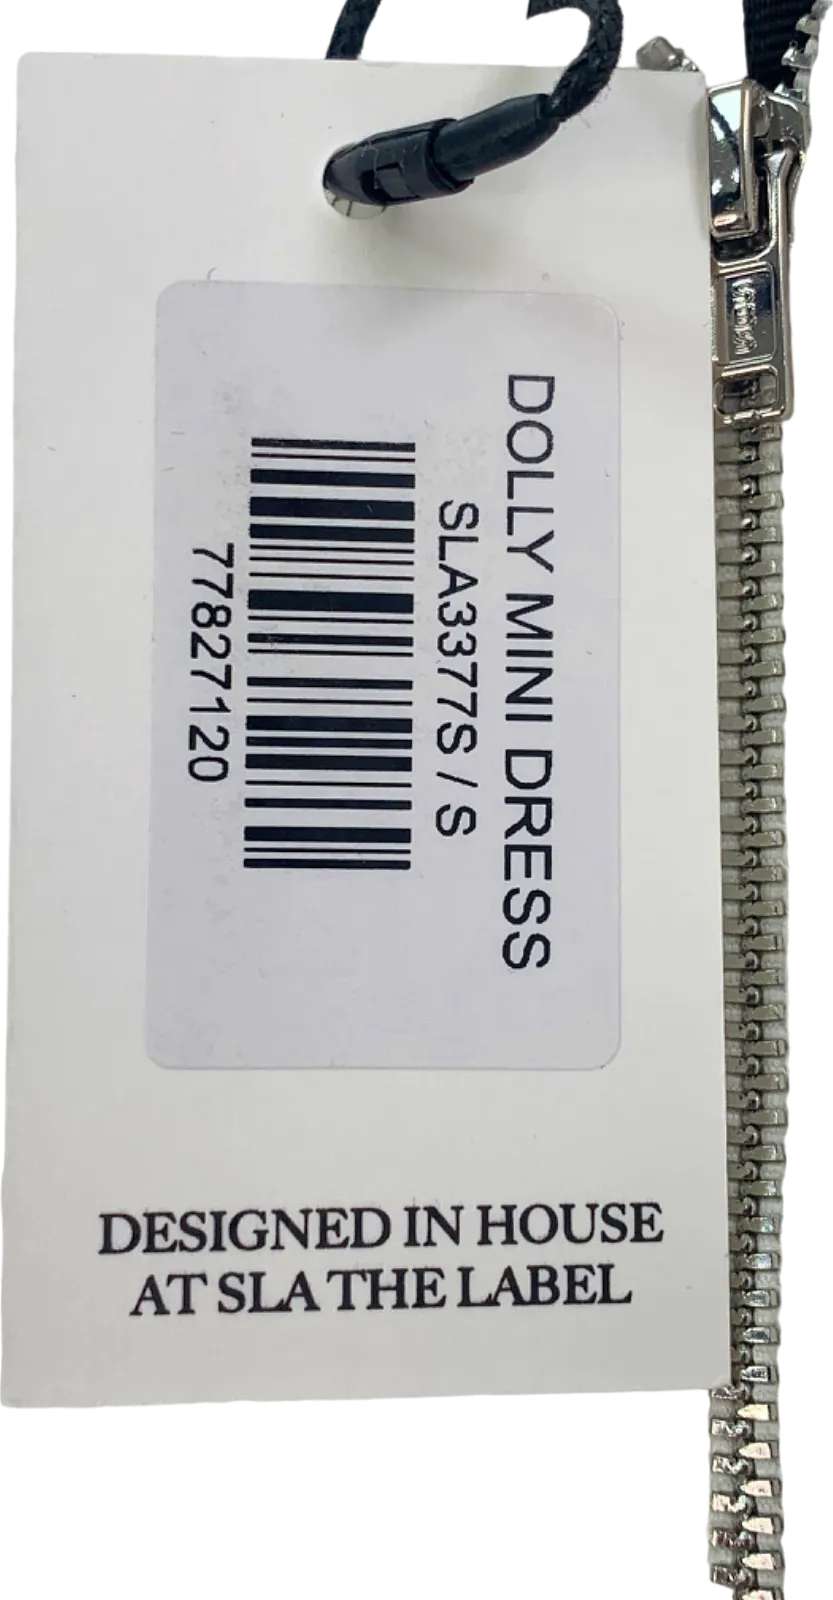 DOLLY MINI DRESS
SLA3377S / S
77827120
DESIGNED IN HOUSE
AT SLA THE LABEL